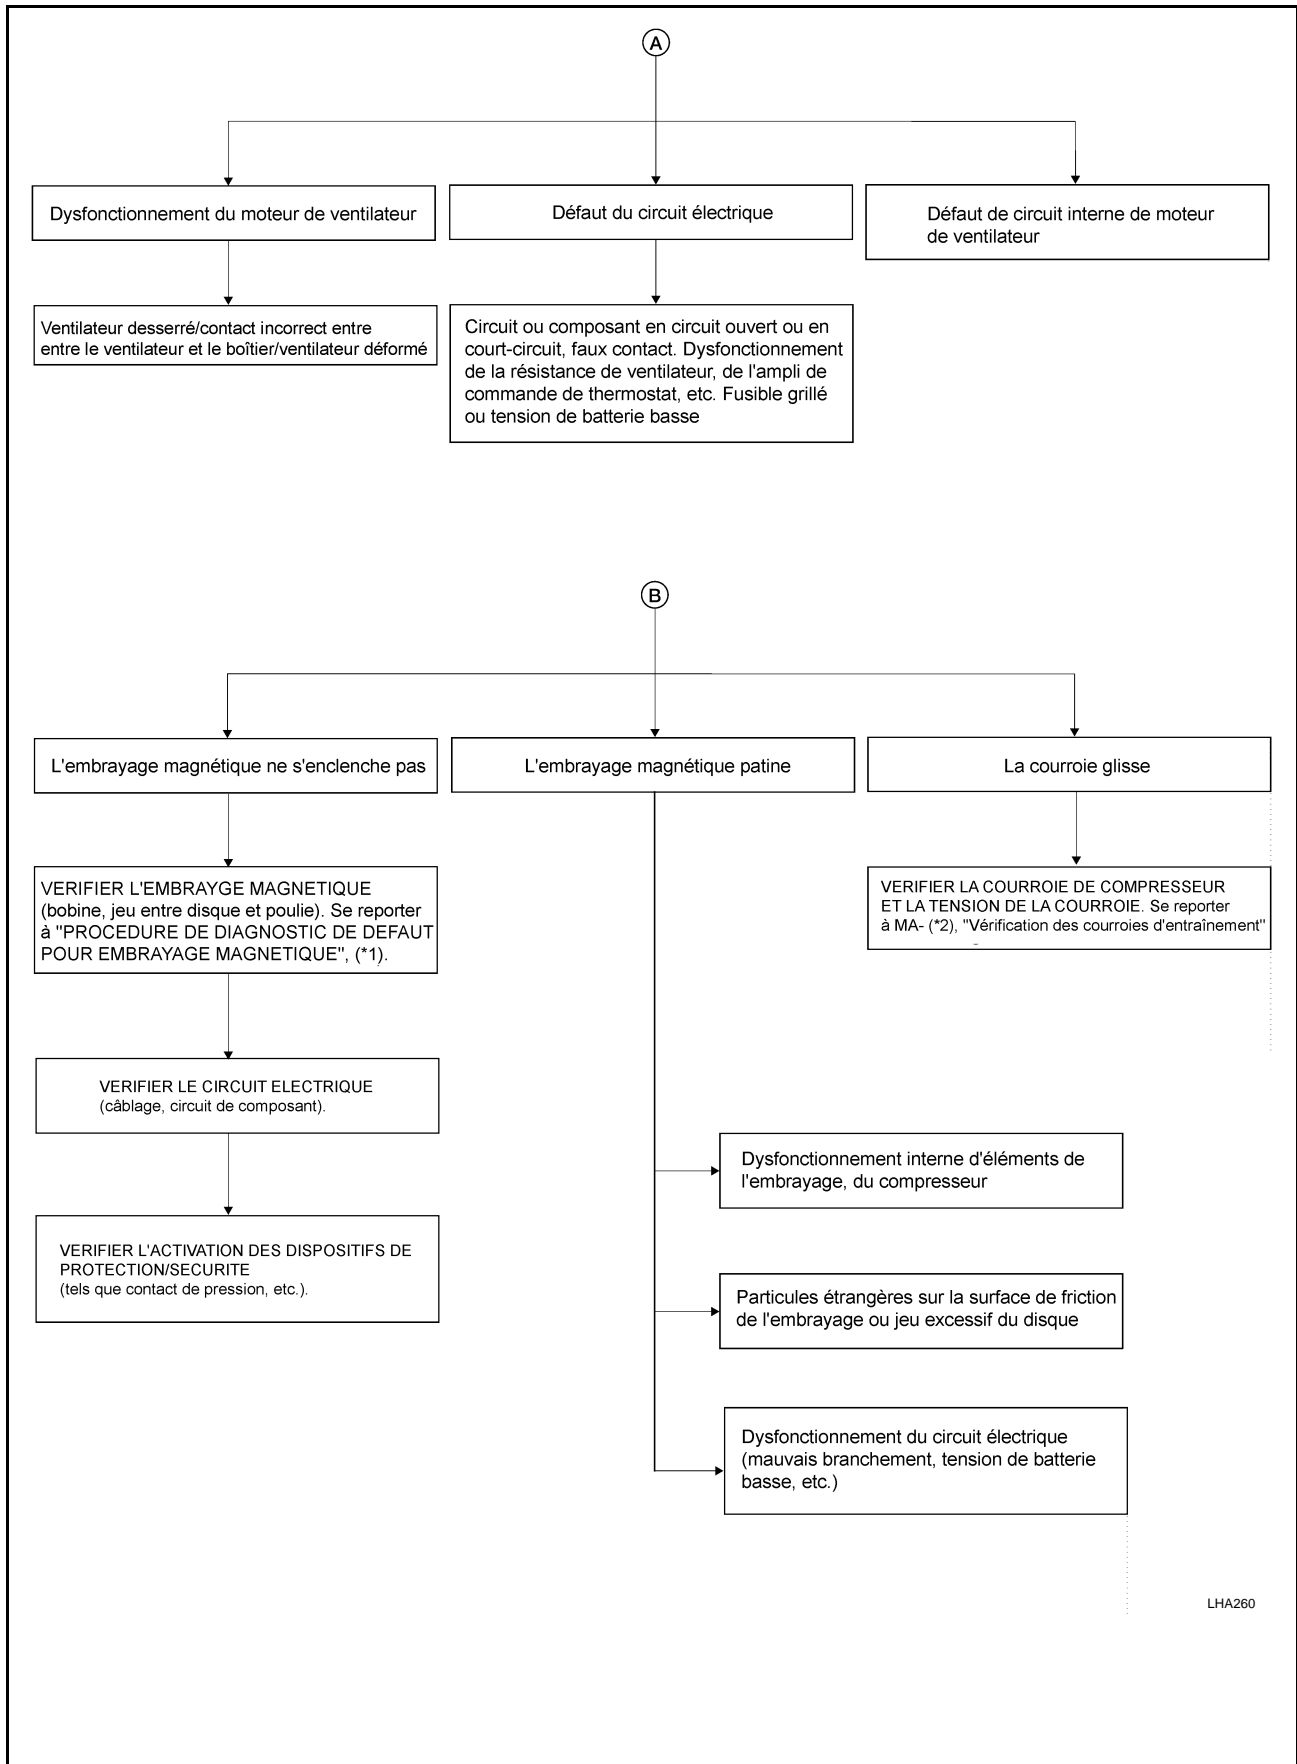 A
Dysfonctionnement du moteur de ventilateur
Défaut du circuit électrique
Défaut de circuit interne de moteur
de ventilateur
Ventilateur desserré/contact incorrect entre
entre le ventilateur et le boîtier/ventilateur déformé
Circuit ou composant en circuit ouvert ou en
court-circuit, faux contact. Dysfonctionnement
de la résistance de ventilateur, de l'ampli de
commande de thermostat, etc. Fusible grillé
ou tension de batterie basse
B
L'embrayage magnétique ne s'enclenche pas
L'embrayage magnétique patine
La courroie glisse
VERIFIER L'EMBRAYGE MAGNETIQUE
(bobine, jeu entre disque et poulie). Se reporter
à "PROCEDURE DE DIAGNOSTIC DE DEFAUT
POUR EMBRAYAGE MAGNETIQUE", (*1).
VERIFIER LA COURROIE DE COMPRESSEUR
ET LA TENSION DE LA COURROIE. Se reporter
à MA- (*2), "Vérification des courroies d'entraînement"
VERIFIER LE CIRCUIT ELECTRIQUE
(câblage, circuit de composant).
Dysfonctionnement interne d'éléments de
l'embrayage, du compresseur
VERIFIER L'ACTIVATION DES DISPOSITIFS DE
PROTECTION/SECURITE
(tels que contact de pression, etc.).
Particules étrangères sur la surface de friction
de l'embrayage ou jeu excessif du disque
Dysfonctionnement du circuit électrique
(mauvais branchement, tension de batterie
basse, etc.)
LHA260